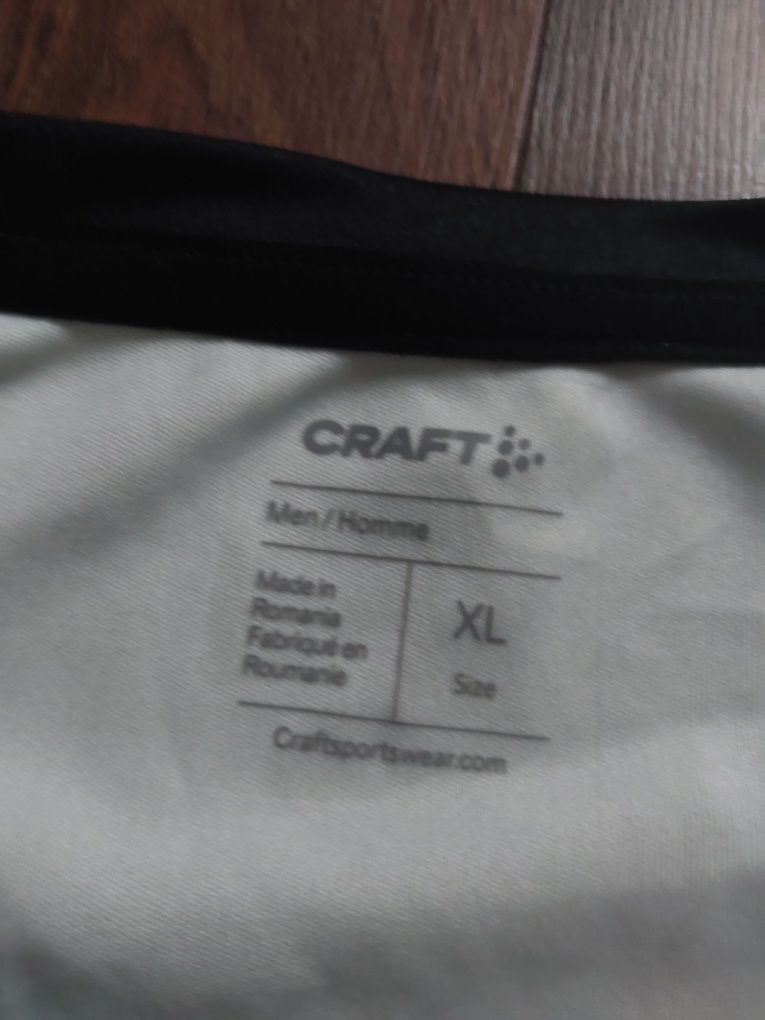 CRAFT
Men / Homme
Made in
Romania
Fabriqué en
Roumanie
XL
Size
Craftsportswear.com